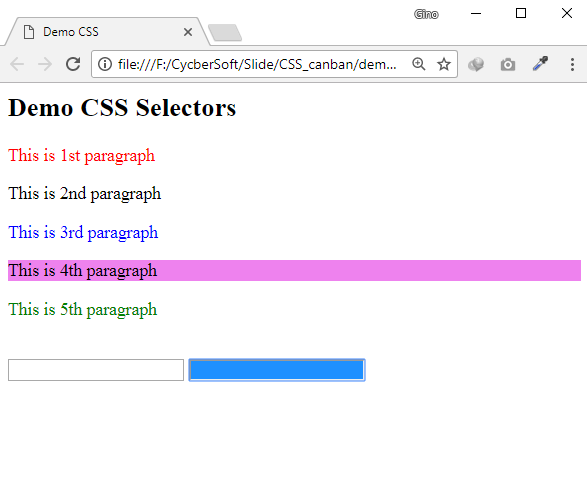 Gino
Demo CSS
file:///F:/CycberSoft/Slide/CSS_canban/dem...
Demo CSS Selectors
This is 1st paragraph
This is 2nd paragraph
This is 3rd paragraph
This is 4th paragraph
This is 5th paragraph